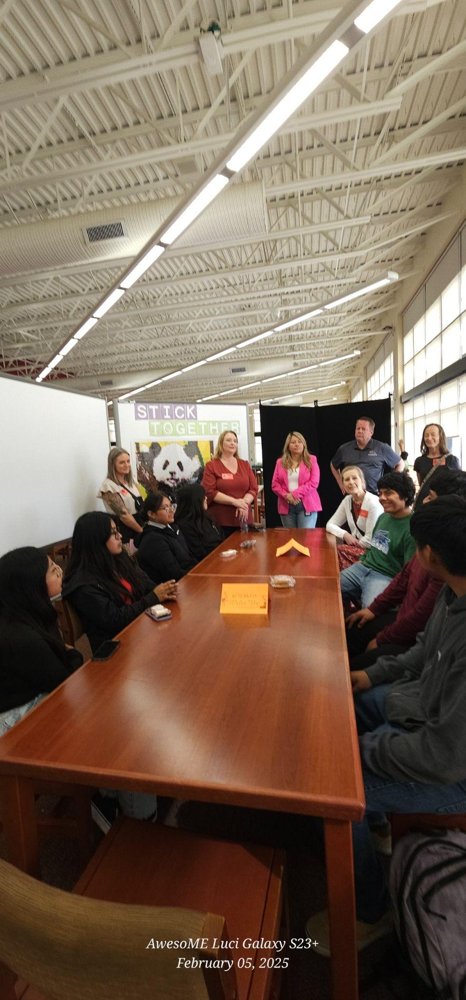 STICK
TOGETHER
RESERVED
AwesoME Luci Galaxy S23+
February 05, 2025